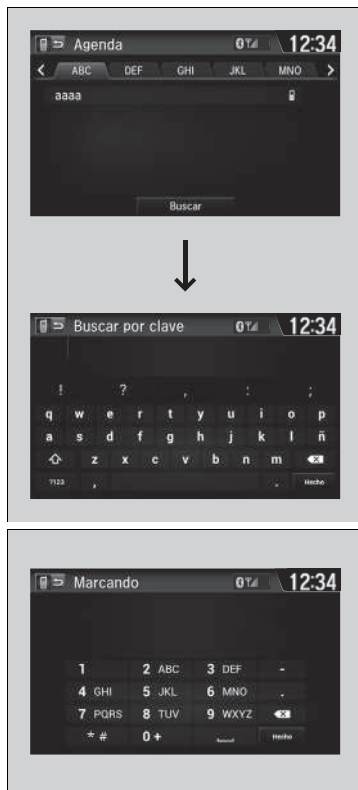 Agenda 12:34
ABC DEF GHI JKL MNO
aaaa
Buscar
Buscar por clave 12:34
! ? , : ;
q w e r t y u i o p
a s d f g h j k l ñ
z x c v b n m
?123 , . Hecho
Marcando 12:34
1 2 ABC 3 DEF -
4 GHI 5 JKL 6 MNO .
7 PQRS 8 TUV 9 WXYZ
* # 0 + Hecho